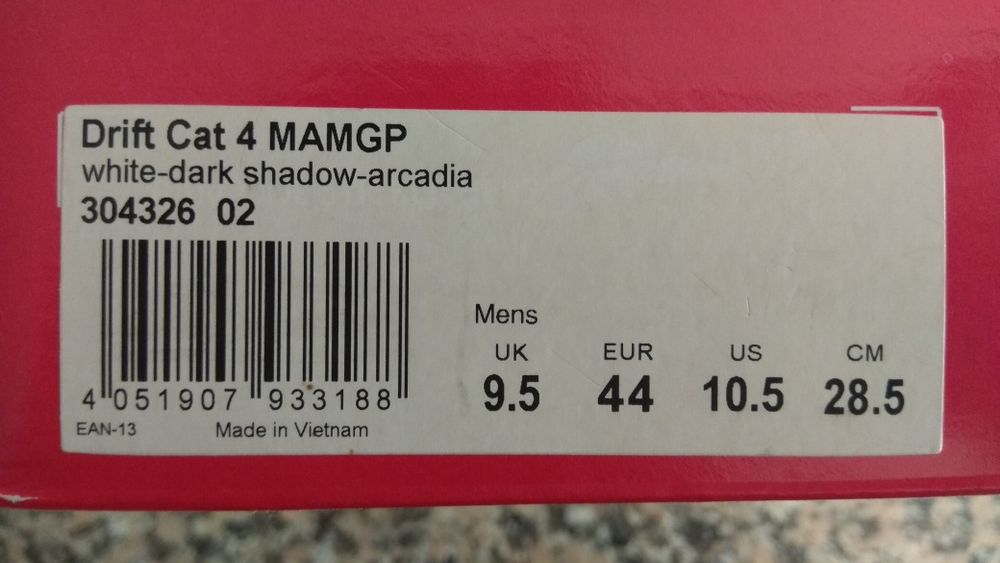 Drift Cat 4 MAMGP
white-dark shadow-arcadia
304326 02
4 051907 933188
EAN-13 Made in Vietnam
Mens
UK EUR US CM
9.5 44 10.5 28.5